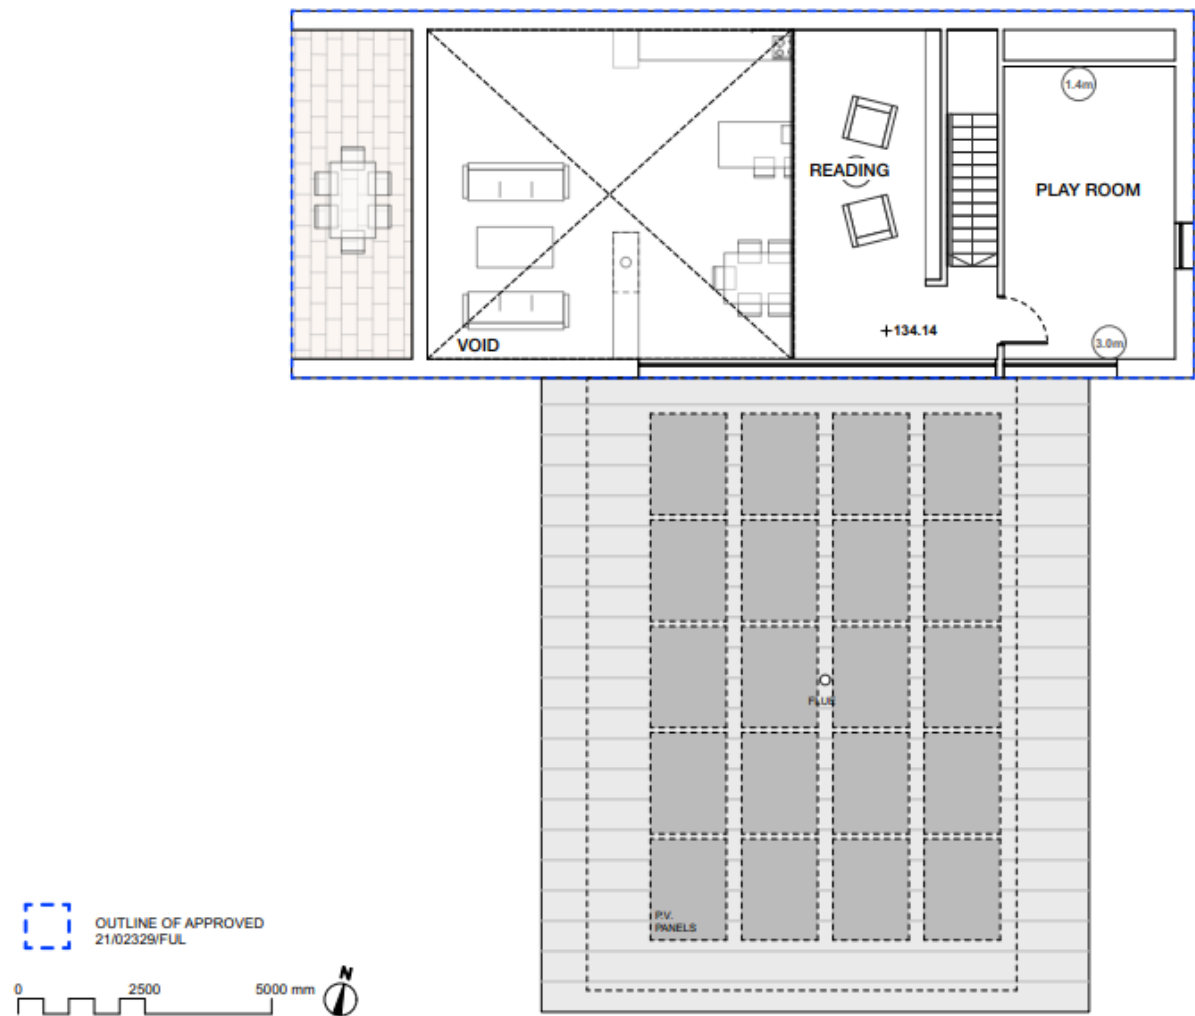 1.4m
READING
PLAY ROOM
+134.14
VOID
3.0m
FLUE
P.V.
PANELS
OUTLINE OF APPROVED
21/02329/FUL
N
0 2500 5000 mm